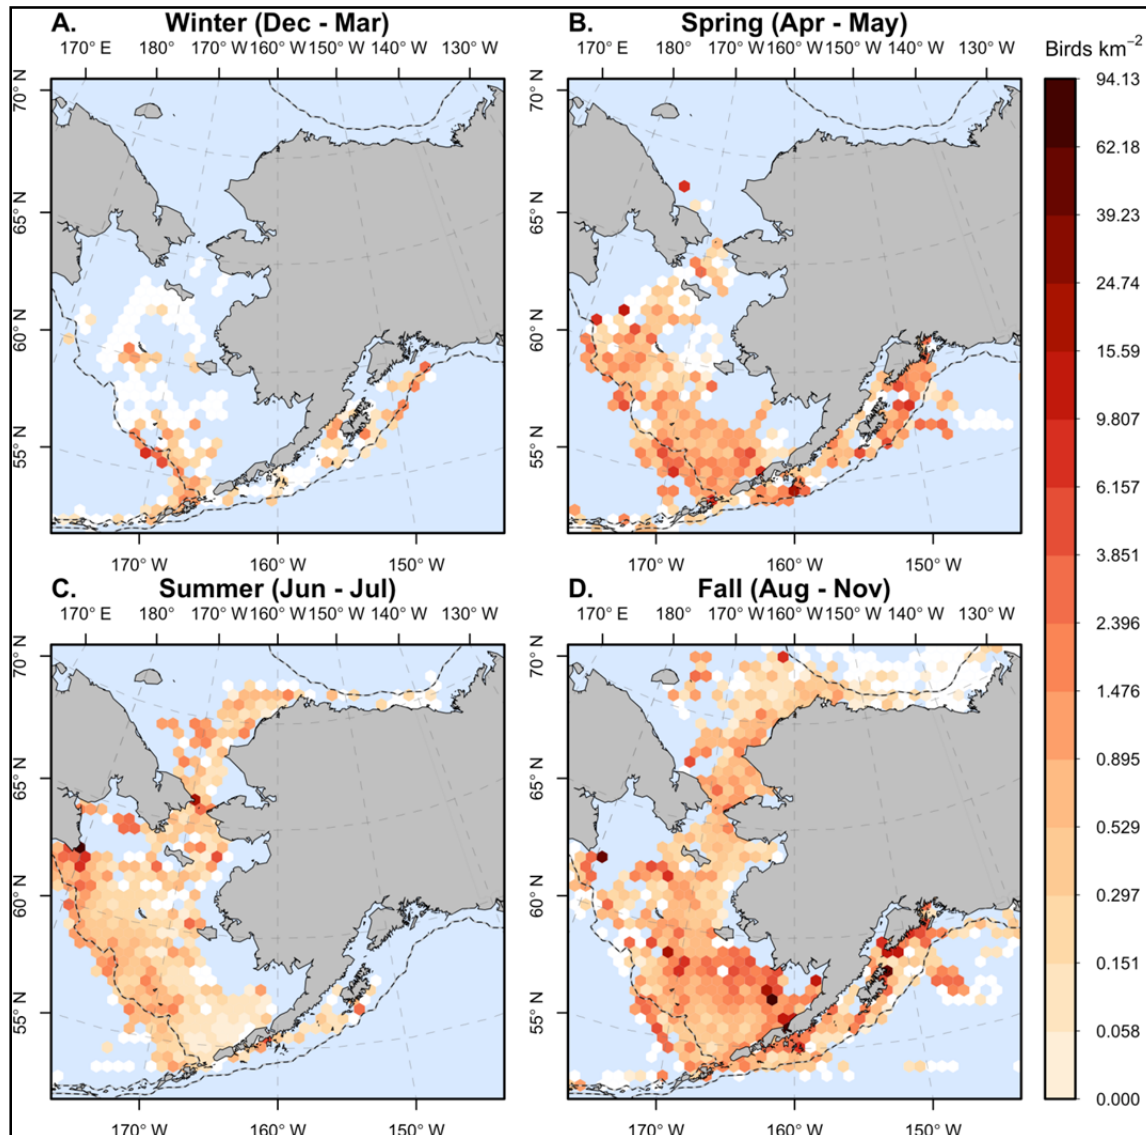 A. Winter (Dec - Mar)
170° E 180° 170° W 160° W 150° W 140° W 130° W
70° N
65° N
60° N
55° N
170° W 160° W 150° W
B. Spring (Apr - May)
170° E 180° 170° W 160° W 150° W 140° W 130° W
70° N
65° N
60° N
55° N
170° W 160° W 150° W
C. Summer (Jun - Jul)
170° E 180° 170° W 160° W 150° W 140° W 130° W
70° N
65° N
60° N
55° N
170° W 160° W 150° W
D. Fall (Aug - Nov)
170° E 180° 170° W 160° W 150° W 140° W 130° W
70° N
65° N
60° N
55° N
170° W 160° W 150° W
Birds km⁻²
94.13
62.18
39.23
24.74
15.59
9.807
6.157
3.851
2.396
1.476
0.895
0.529
0.297
0.151
0.058
0.000